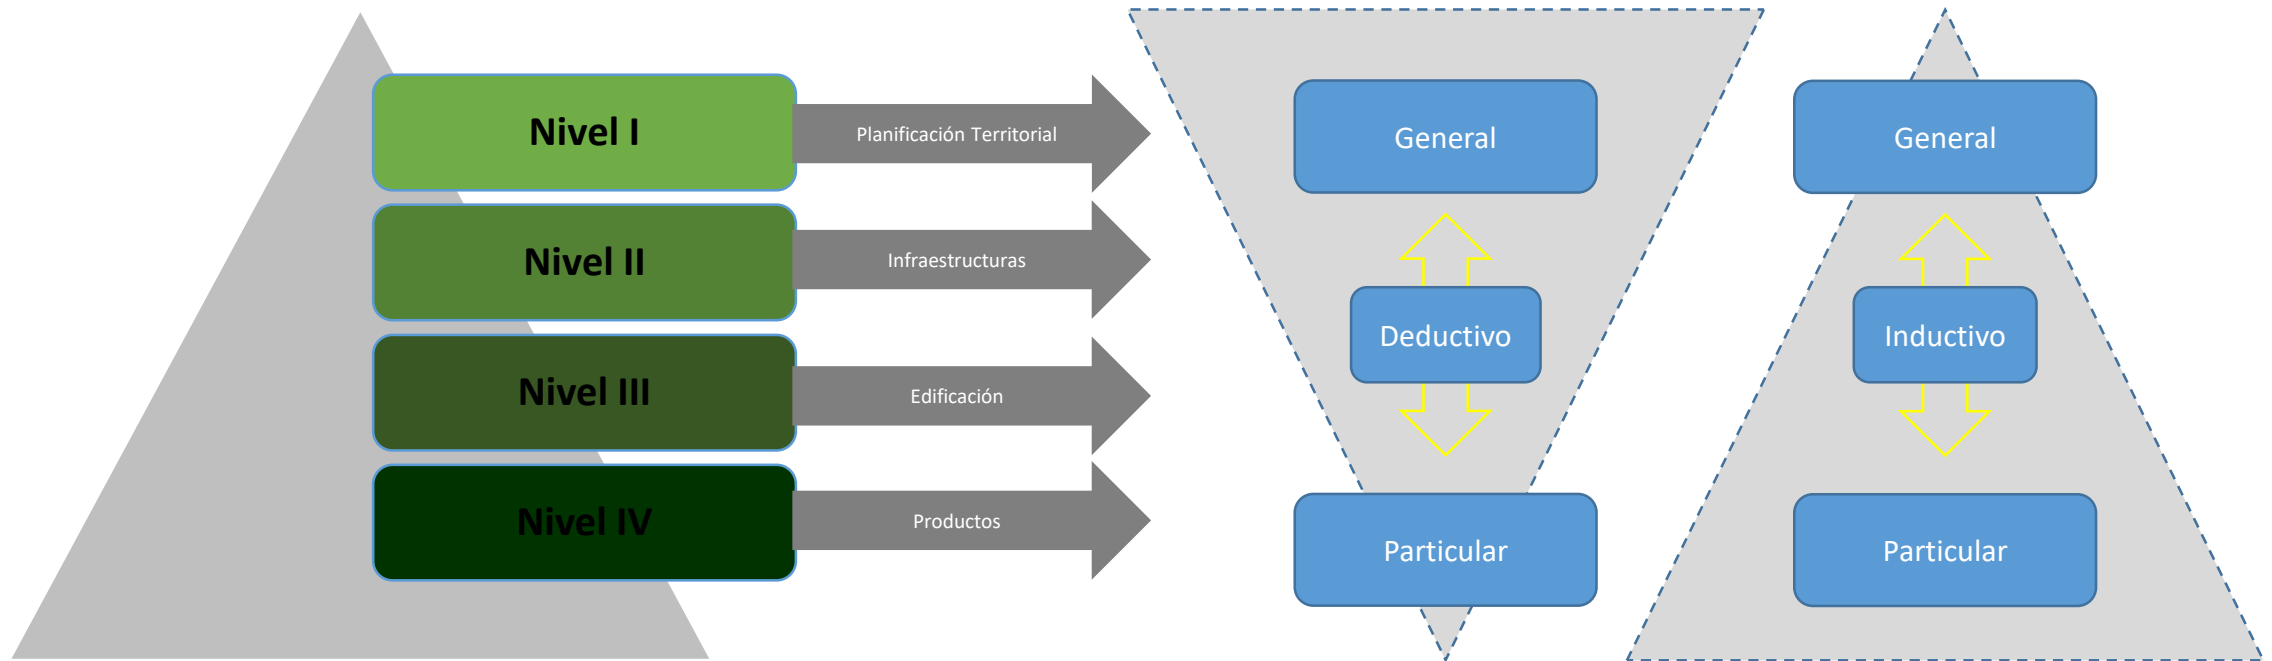 Nivel I
Planificación Territorial
Nivel II
Infraestructuras
Nivel III
Edificación
Nivel IV
Productos
General
Deductivo
Particular
General
Inductivo
Particular